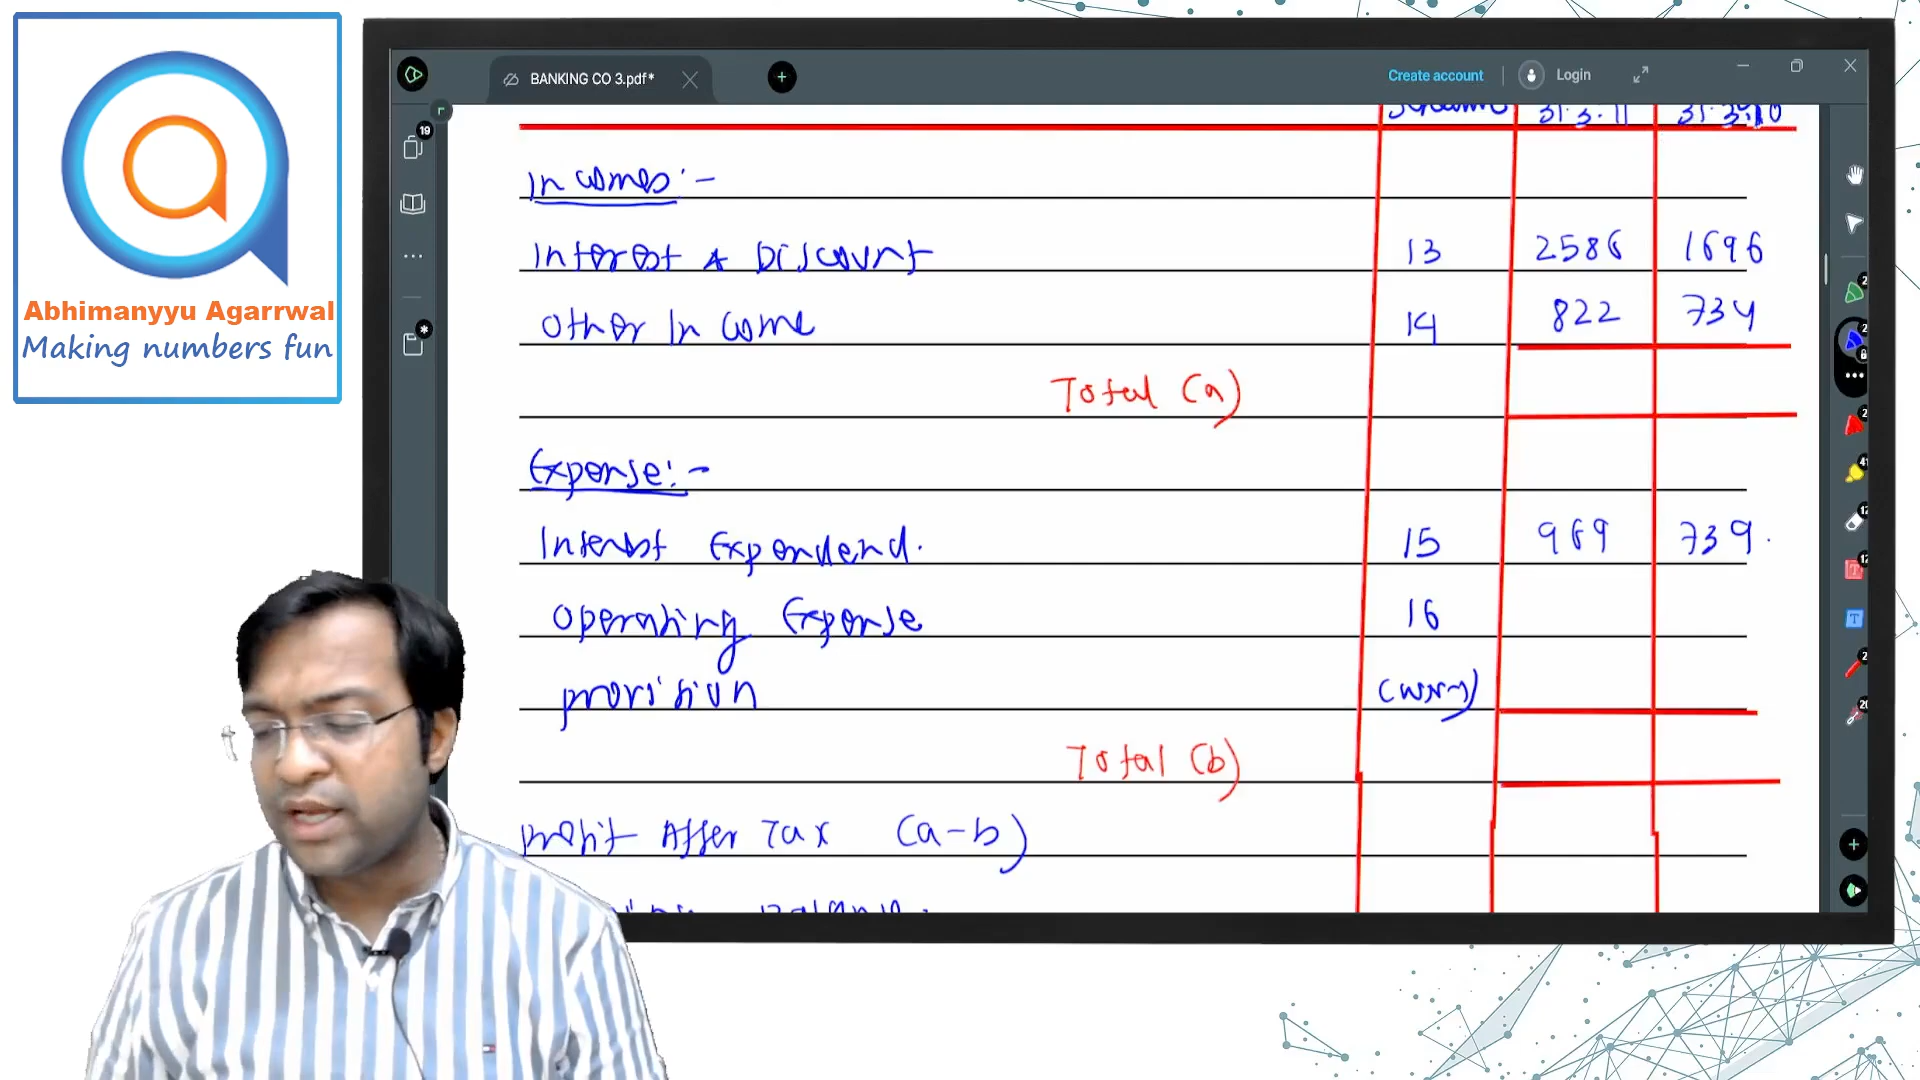 Abhimanyyu Agarrwal
Making numbers fun
BANKING CO 3.pdf*
Create account
Login
19
31.3.11 31.3.10
Incomes:-
Interest & Discount 13 2586 1696
Other Income 14 822 734
Total (a)
Expense:-
Interest Expendend. 15 969 739.
Operating Expense 16
provision
Total (b)
profit After Tax (a-b)